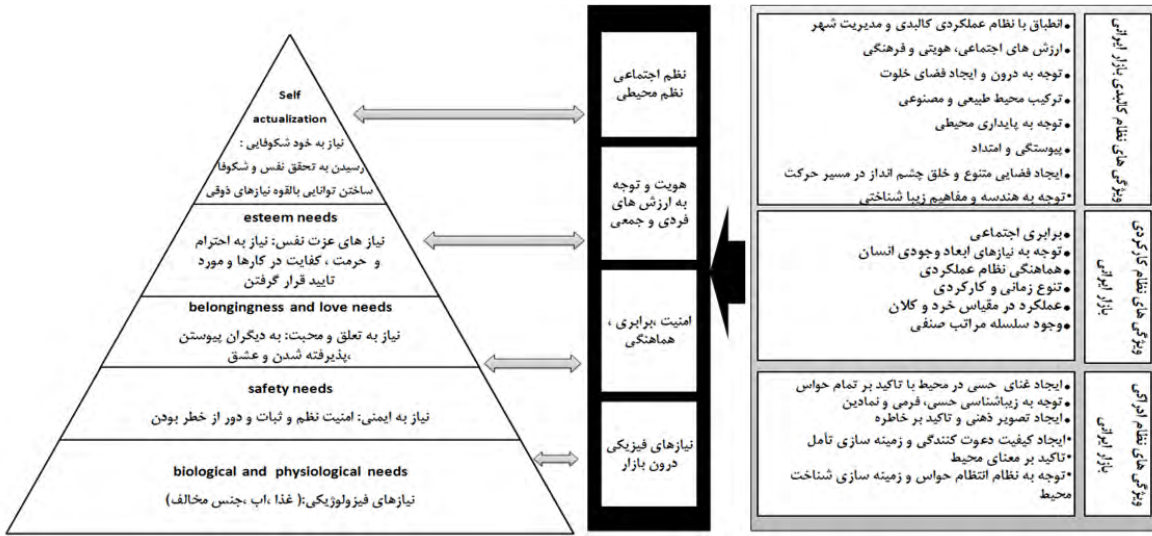 ویژگی های نظام کالبدی بازار ایرانی
•انطباق با نظام عملکردی کالبدی و مدیریت شهر
•ارزش های اجتماعی، هویتی و فرهنگی
•توجه به درون و ایجاد فضای خلوت
•ترکیب محیط طبیعی و مصنوعی
•توجه به پایداری محیطی
•پیوستگی و امتداد
•ایجاد فضایی متنوع و خلق چشم انداز در مسیر حرکت
•توجه به هندسه و مفاهیم زیبا شناختی
ویژگی های نظام کارکردی
بازار ایرانی
•برابری اجتماعی
•توجه به نیازهای ابعاد وجودی انسان
•هماهنگی نظام عملکردی
•تنوع زمانی و کارکردی
•عملکرد در مقیاس خرد و کلان
•وجود سلسله مراتب صنفی
ویژگی های نظام ادراکی
بازار ایرانی
•ایجاد غنای حسی در محیط با تاکید بر تمام حواس
•توجه به زیباشناسی حسی، فرمی و نمادین
•ایجاد تصویر ذهنی و تاکید بر خاطره
•ایجاد کیفیت دعوت کنندگی و زمینه سازی تأمل
•تاکید بر معنای محیط
•توجه به نظام انتظام حواس و زمینه سازی شناخت
محیط
نظم اجتماعی
نظم محیطی
هویت و توجه
به ارزش های
فردی و جمعی
امنیت ،برابری ،
هماهنگی
نیازهای فیزیکی
درون بازار
Self
actualization
نیاز به خود شکوفایی :
رسیدن به تحقق نفس و شکوفا
ساختن توانایی بالقوه نیازهای ذوقی
esteem needs
نیاز های عزت نفس: نیاز به احترام
و حرمت ، کفایت در کارها و مورد
تایید قرار گرفتن
belongingness and love needs
نیاز به تعلق و محبت: به دیگران پیوستن
،پذیرفته شدن و عشق
safety needs
نیاز به ایمنی: امنیت نظم و ثبات و دور از خطر بودن
biological and physiological needs
نیازهای فیزولوژیکی:( غذا ،اب ،جنس مخالف)